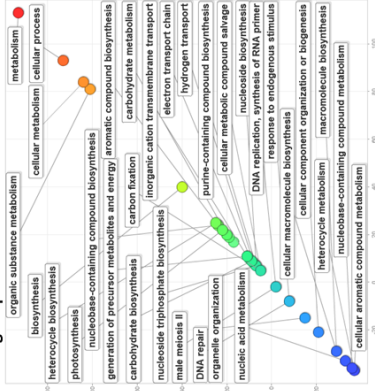 metabolism
cellular process
organic substance metabolism
cellular metabolism
biosynthesis
heterocycle biosynthesis
photosynthesis
nucleobase-containing compound biosynthesis
aromatic compound biosynthesis
generation of precursor metabolites and energy
carbohydrate metabolism
carbohydrate biosynthesis
carbon fixation
inorganic cation transmembrane transport
nucleoside triphosphate biosynthesis
electron transport chain
male meiosis II
hydrogen transport
DNA repair
purine-containing compound biosynthesis
organelle organization
cellular metabolic compound salvage
nucleic acid metabolism
nucleoside biosynthesis
DNA replication, synthesis of RNA primer
response to endogenous stimulus
cellular macromolecule biosynthesis
cellular component organization or biogenesis
heterocycle metabolism
macromolecule biosynthesis
nucleobase-containing compound metabolism
cellular aromatic compound metabolism